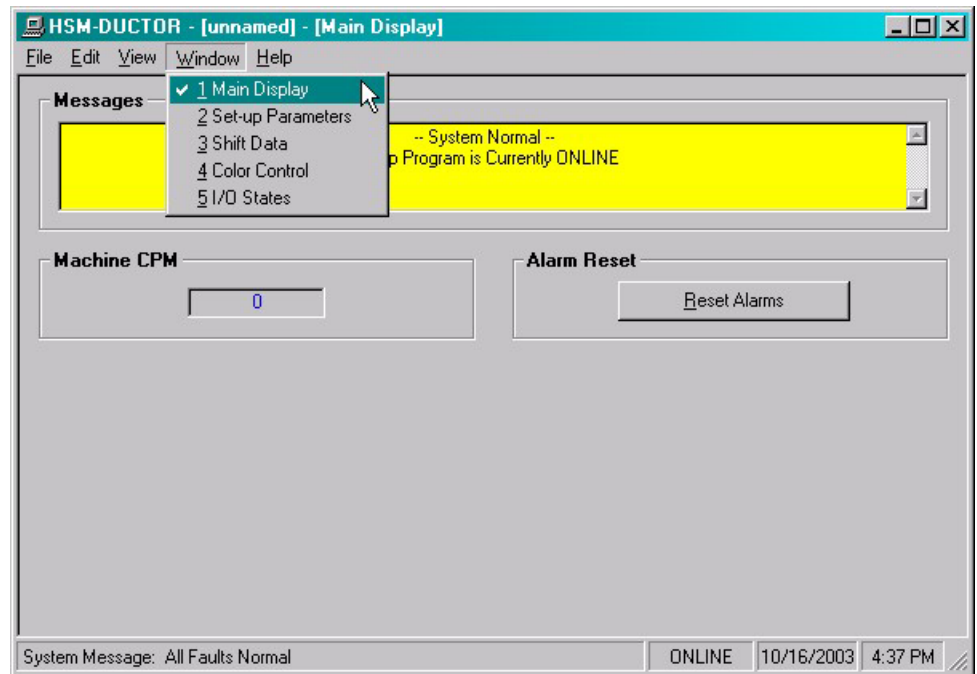 HSM-DUCTOR - [unnamed] - [Main Display]
File Edit View Window Help
1 Main Display
2 Set-up Parameters
3 Shift Data
4 Color Control
5 I/O States
Messages
-- System Normal --
Program is Currently ONLINE
Machine CPM
0
Alarm Reset
Reset Alarms
System Message: All Faults Normal
ONLINE
10/16/2003
4:37 PM